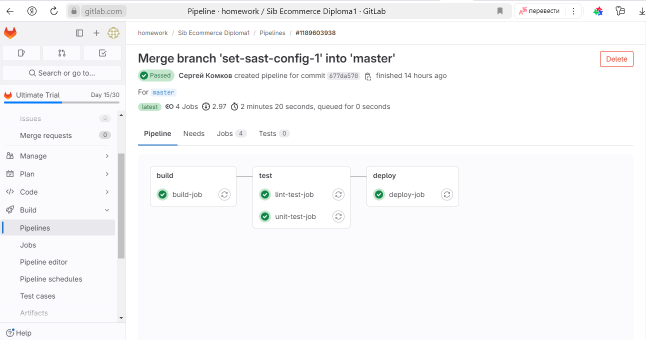 gitlab.com
Pipeline · homework / Sib Ecommerce Diploma1 · GitLab
перевести
Search or go to...
Ultimate Trial Day 15/30
Issues 0
Merge requests 0
Manage
Plan
Code
Build
Pipelines
Jobs
Pipeline editor
Pipeline schedules
Test cases
Artifacts
Help
homework / Sib Ecommerce Diploma1 / Pipelines / #1189603938
Merge branch 'set-sast-config-1' into 'master'
Delete
Passed Сергей Комков created pipeline for commit 677da570 finished 14 hours ago
For master
latest 4 Jobs 2.97 2 minutes 20 seconds, queued for 0 seconds
Pipeline Needs Jobs 4 Tests 0
build
build-job
test
lint-test-job
unit-test-job
deploy
deploy-job